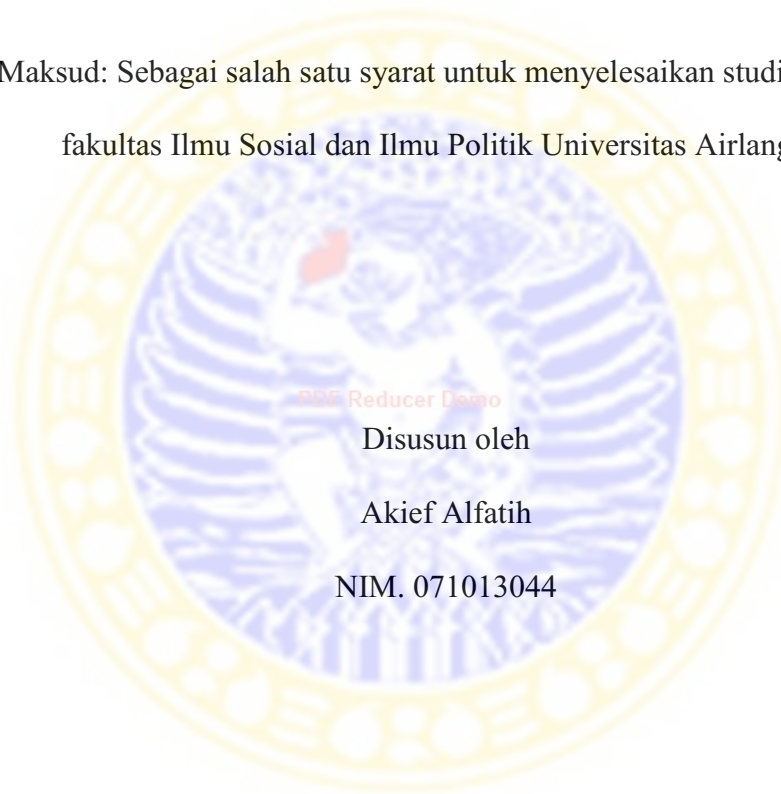 Maksud: Sebagai salah satu syarat untuk menyelesaikan studi
fakultas Ilmu Sosial dan Ilmu Politik Universitas
PDF Reducer Demo
Disusun oleh
Akief Alfatih
NIM. 071013044